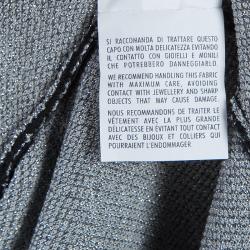 SI RACCOMANDA DI TRATTARE QUESTO
CAPO CON MOLTA DELICATEZZA EVITANDO
IL CONTATTO CON GIOIELLI E MONILI
CHE POTREBBERO DANNEGGIARLO.
WE RECOMMEND HANDLING THIS FABRIC
WITH MAXIMUM CARE, AVOIDING
CONTACT WITH JEWELLERY AND SHARP
OBJECTS THAT MAY CAUSE DAMAGE.
NOUS RECOMMANDONS DE TRAITER LE
VÊTEMENT AVEC LA PLUS GRANDE
DÉLICATESSE EN ÉVITANT TOUT CONTACT
AVEC DES BIJOUX ET COLLIERS QUI
POURRAIENT L'ENDOMMAGER